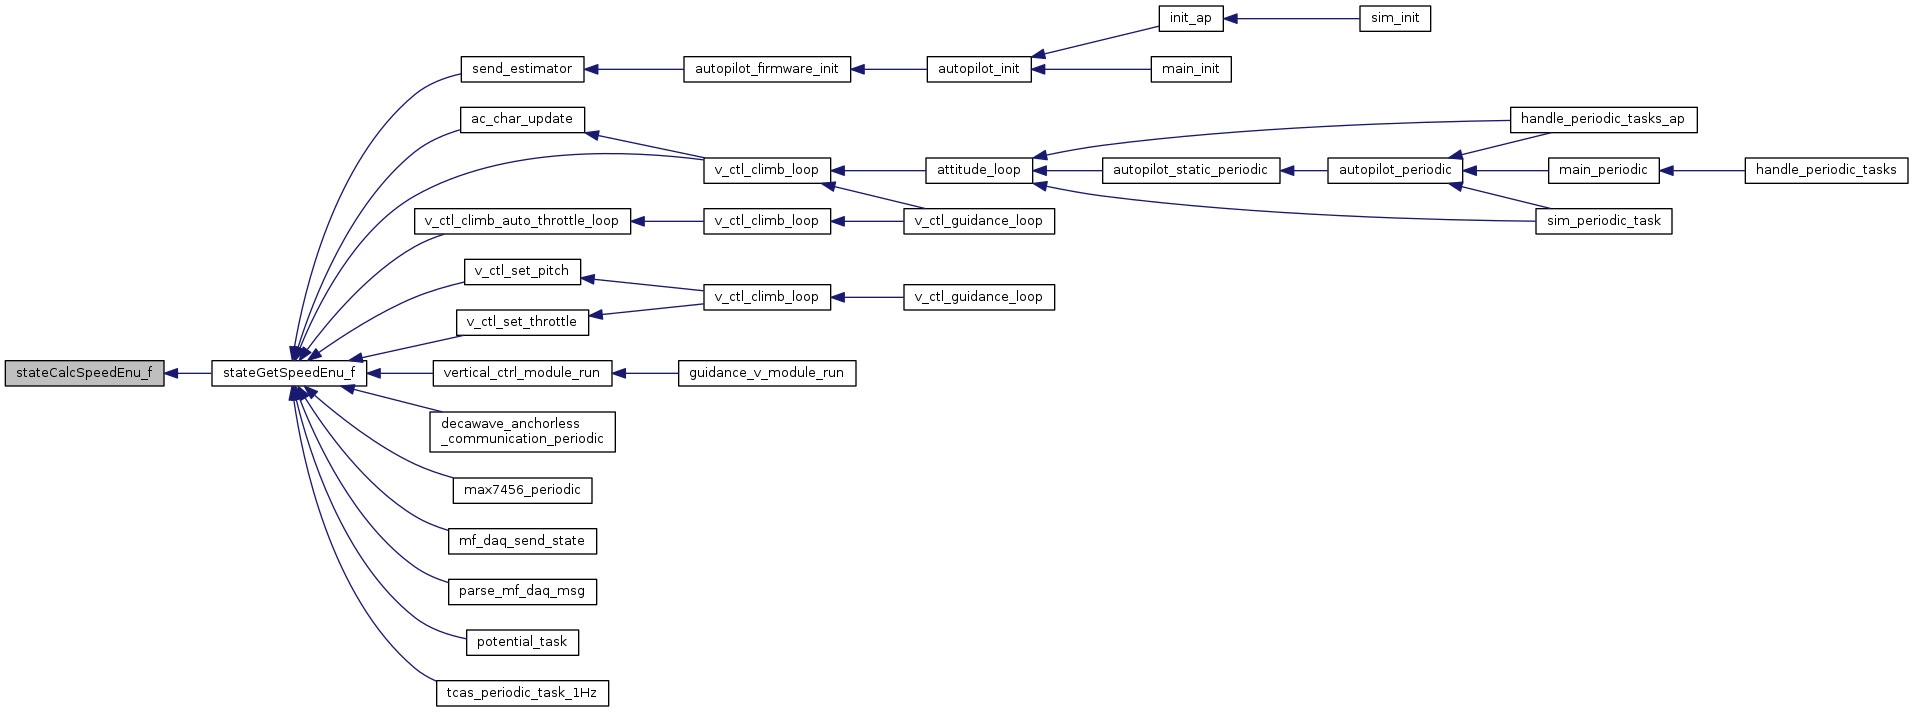 init_ap
sim_init
send_estimator
autopilot_firmware_init
autopilot_init
main_init
ac_char_update
handle_periodic_tasks_ap
v_ctl_climb_loop
attitude_loop
autopilot_static_periodic
autopilot_periodic
main_periodic
handle_periodic_tasks
v_ctl_climb_auto_throttle_loop
v_ctl_climb_loop
v_ctl_guidance_loop
sim_periodic_task
v_ctl_set_pitch
v_ctl_climb_loop
v_ctl_guidance_loop
v_ctl_set_throttle
stateCalcSpeedEnu_f
stateGetSpeedEnu_f
vertical_ctrl_module_run
guidance_v_module_run
decawave_anchorless
_communication_periodic
max7456_periodic
mf_daq_send_state
parse_mf_daq_msg
potential_task
tcas_periodic_task_1Hz